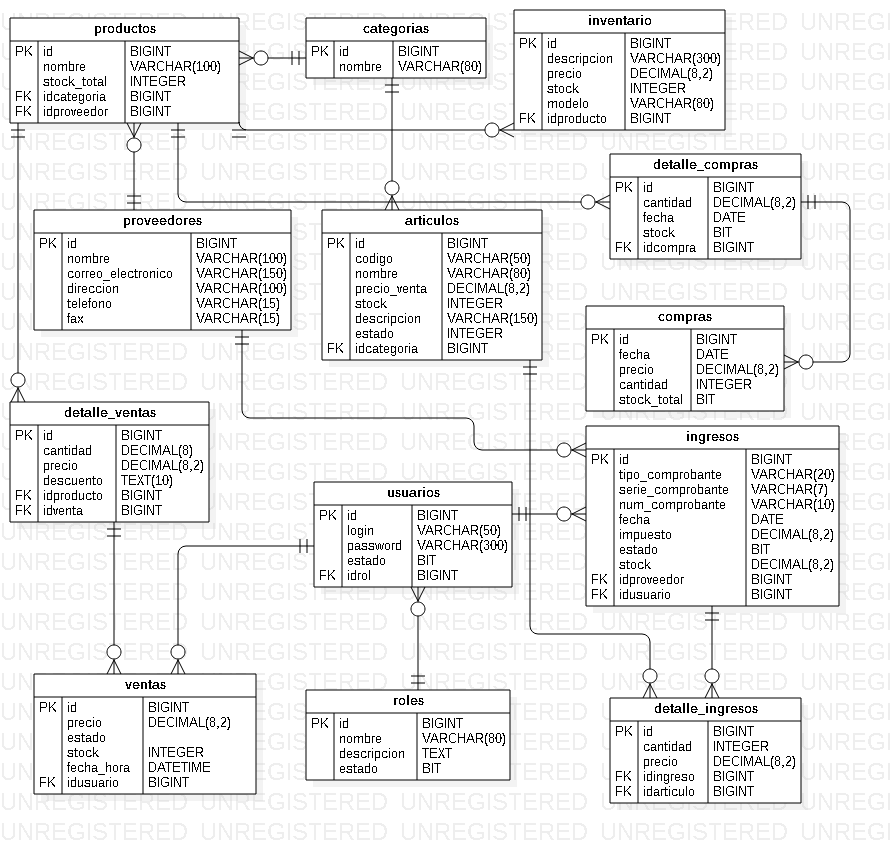 productos
PK id BIGINT
nombre VARCHAR(100)
stock_total INTEGER
FK idcategoria BIGINT
FK idproveedor BIGINT
categorias
PK id BIGINT
nombre VARCHAR(80)
inventario
PK id BIGINT
descripcion VARCHAR(300)
precio DECIMAL(8,2)
stock INTEGER
modelo VARCHAR(80)
FK idproducto BIGINT
detalle_compras
PK id BIGINT
cantidad DECIMAL(8,2)
fecha DATE
stock BIT
FK idcompra BIGINT
proveedores
PK id BIGINT
nombre VARCHAR(100)
correo_electronico VARCHAR(150)
direccion VARCHAR(100)
telefono VARCHAR(15)
fax VARCHAR(15)
articulos
PK id BIGINT
codigo VARCHAR(50)
nombre VARCHAR(80)
precio_venta DECIMAL(8,2)
stock INTEGER
descripcion VARCHAR(150)
estado INTEGER
FK idcategoria BIGINT
compras
PK id BIGINT
fecha DATE
precio DECIMAL(8,2)
cantidad INTEGER
stock_total BIT
detalle_ventas
PK id BIGINT
cantidad DECIMAL(8)
precio DECIMAL(8,2)
descuento TEXT(10)
FK idproducto BIGINT
FK idventa BIGINT
ingresos
PK id BIGINT
tipo_comprobante VARCHAR(20)
serie_comprobante VARCHAR(7)
num_comprobante VARCHAR(10)
fecha DATE
impuesto DECIMAL(8,2)
estado BIT
stock DECIMAL(8,2)
FK idproveedor BIGINT
FK idusuario BIGINT
usuarios
PK id BIGINT
login VARCHAR(50)
password VARCHAR(300)
estado BIT
FK idrol BIGINT
ventas
PK id BIGINT
precio DECIMAL(8,2)
estado
stock INTEGER
fecha_hora DATETIME
FK idusuario BIGINT
roles
PK id BIGINT
nombre VARCHAR(80)
descripcion TEXT
estado BIT
detalle_ingresos
PK id BIGINT
cantidad INTEGER
precio DECIMAL(8,2)
FK idingreso BIGINT
FK idarticulo BIGINT
UNREGISTERED UNREGISTERED UNREGISTERED UNREGISTERED